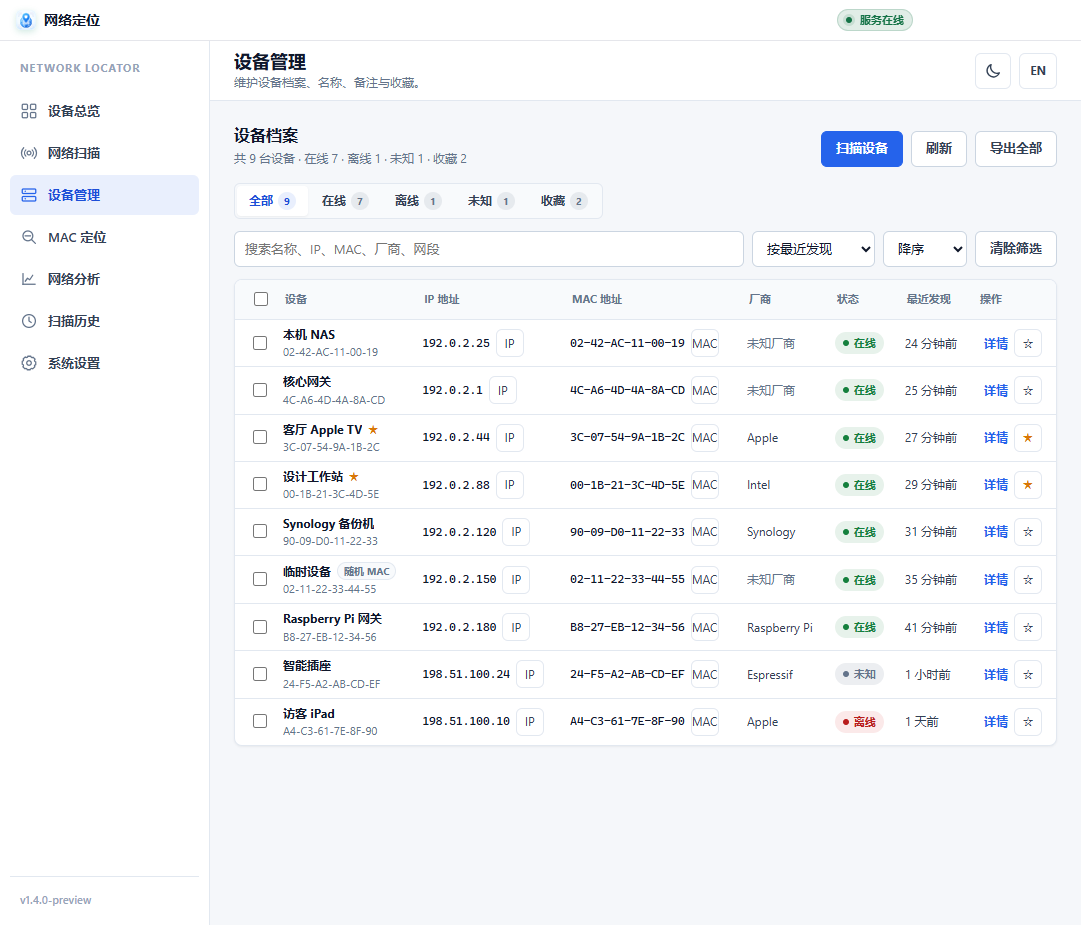 网络定位
服务在线
NETWORK LOCATOR
设备总览
网络扫描
设备管理
MAC 定位
网络分析
扫描历史
系统设置
v1.4.0-preview
设备管理
维护设备档案、名称、备注与收藏。
EN
设备档案
共 9 台设备 · 在线 7 · 离线 1 · 未知 1 · 收藏 2
扫描设备 刷新 导出全部
全部 9 在线 7 离线 1 未知 1 收藏 2
搜索名称、IP、MAC、厂商、网段 按最近发现 降序 清除筛选
设备 IP 地址 MAC 地址 厂商 状态 最近发现 操作
本机 NAS
02-42-AC-11-00-19
192.0.2.25 IP 02-42-AC-11-00-19 MAC 未知厂商 在线 24 分钟前 详情 ☆
核心网关
4C-A6-4D-4A-8A-CD
192.0.2.1 IP 4C-A6-4D-4A-8A-CD MAC 未知厂商 在线 25 分钟前 详情 ☆
客厅 Apple TV ★
3C-07-54-9A-1B-2C
192.0.2.44 IP 3C-07-54-9A-1B-2C MAC Apple 在线 27 分钟前 详情 ★
设计工作站 ★
00-1B-21-3C-4D-5E
192.0.2.88 IP 00-1B-21-3C-4D-5E MAC Intel 在线 29 分钟前 详情 ★
Synology 备份机
90-09-D0-11-22-33
192.0.2.120 IP 90-09-D0-11-22-33 MAC Synology 在线 31 分钟前 详情 ☆
临时设备 随机 MAC
02-11-22-33-44-55
192.0.2.150 IP 02-11-22-33-44-55 MAC 未知厂商 在线 35 分钟前 详情 ☆
Raspberry Pi 网关
B8-27-EB-12-34-56
192.0.2.180 IP B8-27-EB-12-34-56 MAC Raspberry Pi 在线 41 分钟前 详情 ☆
智能插座
24-F5-A2-AB-CD-EF
198.51.100.24 IP 24-F5-A2-AB-CD-EF MAC Espressif 未知 1 小时前 详情 ☆
访客 iPad
A4-C3-61-7E-8F-90
198.51.100.10 IP A4-C3-61-7E-8F-90 MAC Apple 离线 1 天前 详情 ☆